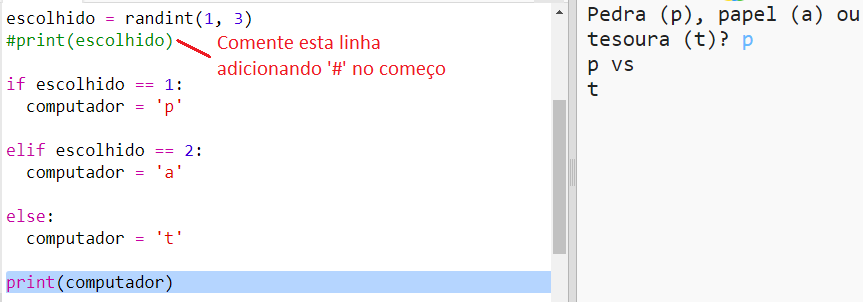 escolhido = randint(1, 3)
#print(escolhido)
Comente esta linha
adicionando '#' no começo
if escolhido == 1:
  computador = 'p'
elif escolhido == 2:
  computador = 'a'
else:
  computador = 't'
print(computador)
Pedra (p), papel (a) ou
tesoura (t)? p
p vs
t